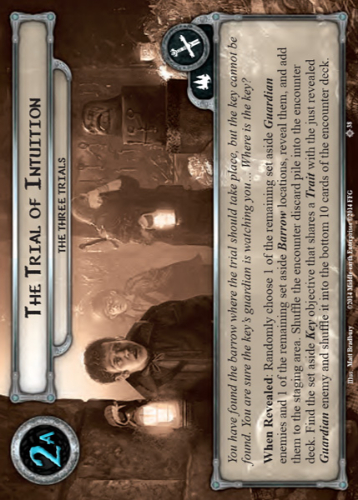 2A
THE TRIAL OF INTUITION
THE THREE TRIALS
You have found the barrow where the trial should take place, but the key cannot be
found. You are sure the key's guardian is watching you… Where is the key?
When Revealed: Randomly choose 1 of the remaining set aside Guardian
enemies and 1 of the remaining set aside Barrow locations, reveal them, and add
them to the staging area. Shuffle the encounter discard pile into the encounter
deck. Find the set aside Key objective that shares a Trait with the just revealed
Guardian enemy and shuffle it into the bottom 10 cards of the encounter deck.
Illus. Matt Bradbury ©2014 Middle-earth Enterprises ©2014 FFG 38